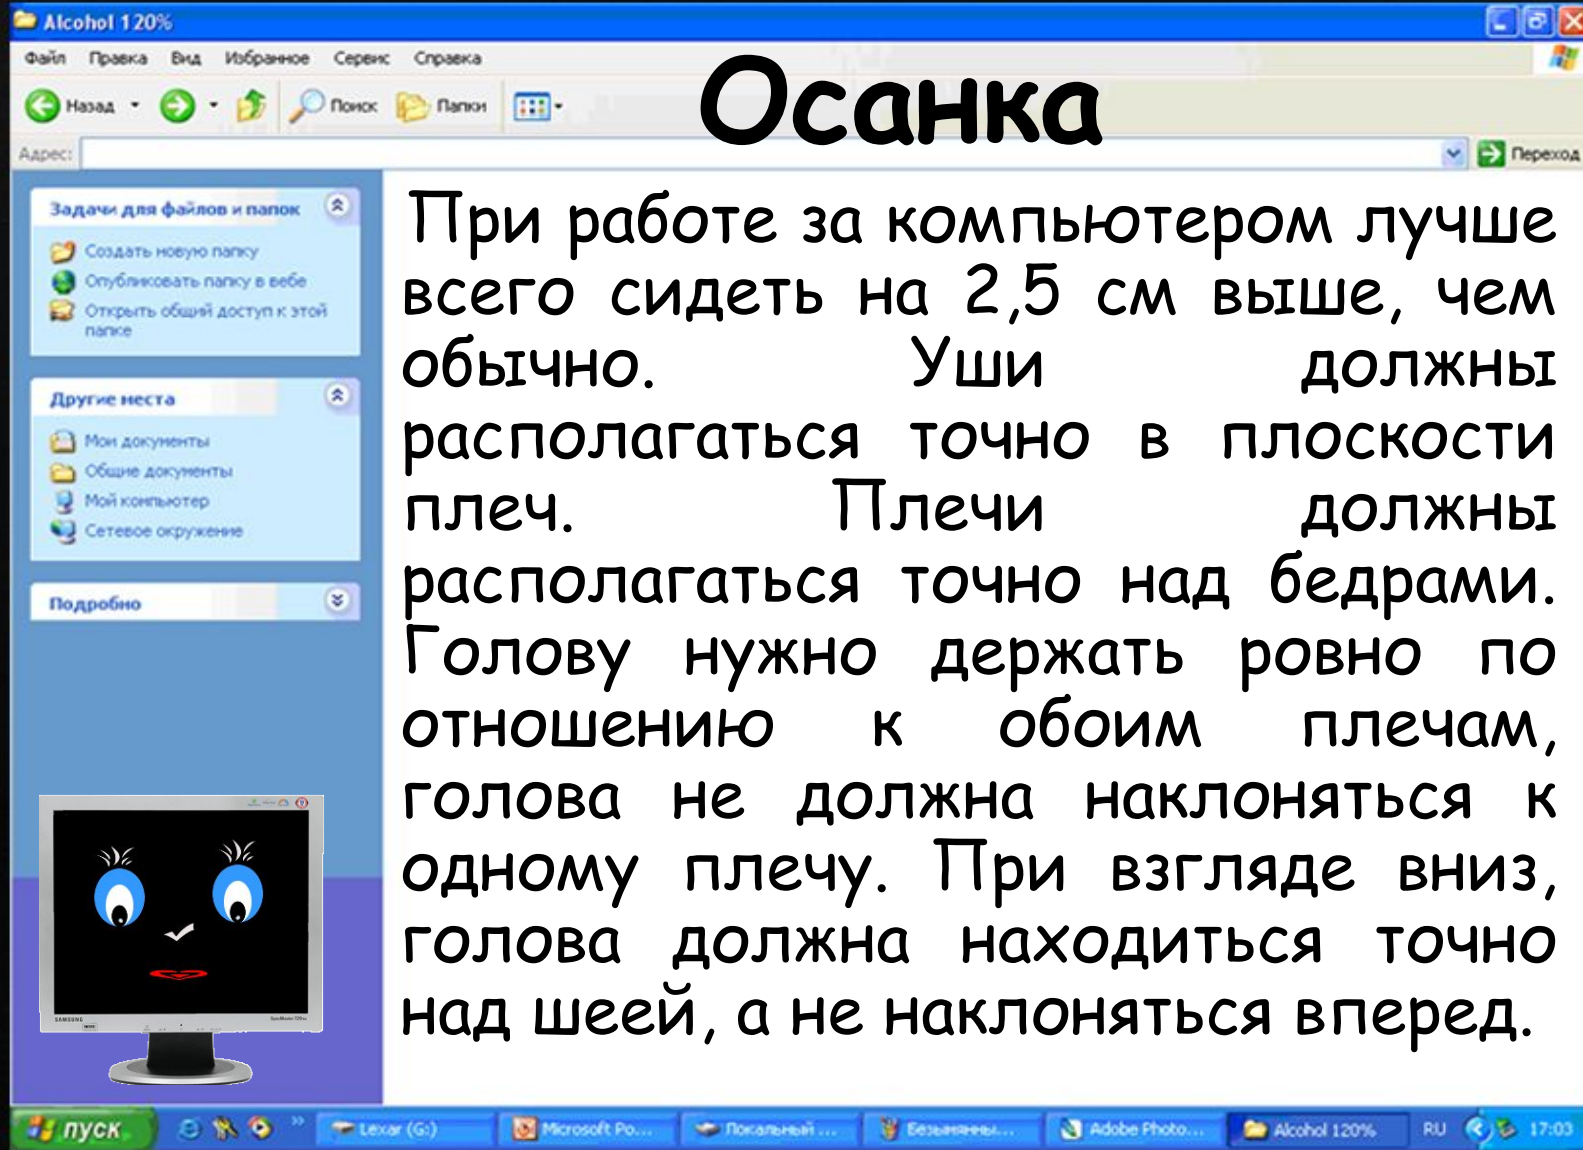 Alcohol 120%
Файл Правка Вид Избранное Сервис Справка
Осанка
Назад Поиск Папки
Адрес: Переход
Задачи для файлов и папок
Создать новую папку
Опубликовать папку в вебе
Открыть общий доступ к этой
папке
Другие места
Мои документы
Общие документы
Мой компьютер
Сетевое окружение
Подробно
При работе за компьютером лучше
всего сидеть на 2,5 см выше, чем
обычно. Уши должны
располагаться точно в плоскости
плеч. Плечи должны
располагаться точно над бедрами.
Голову нужно держать ровно по
отношению к обоим плечам,
голова не должна наклоняться к
одному плечу. При взгляде вниз,
голова должна находиться точно
над шеей, а не наклоняться вперед.
SAMSUNG
пуск Lexar (G:) Microsoft Po... Локальный ... Безымянны... Adobe Photo... Alcohol 120% RU 17:03